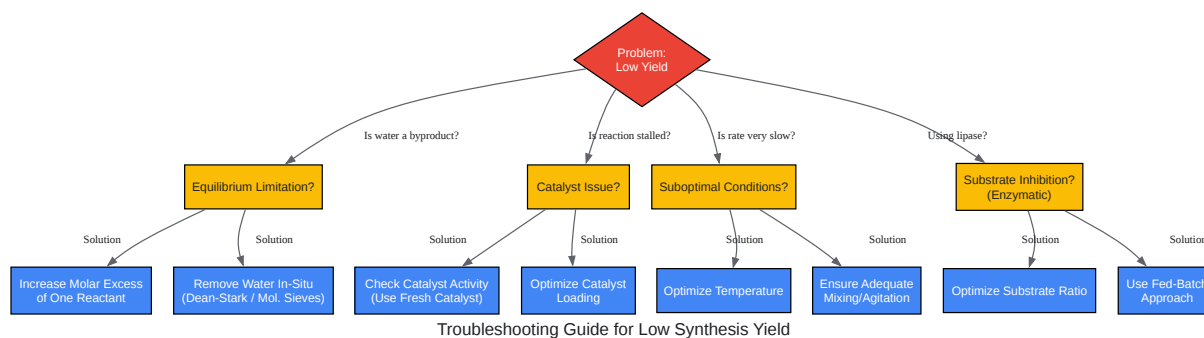 Problem:
Low Yield
Is water a byproduct?
Is reaction stalled?
Is rate very slow?
Using lipase?
Equilibrium Limitation?
Catalyst Issue?
Suboptimal Conditions?
Substrate Inhibition?
(Enzymatic)
Solution
Solution
Solution
Solution
Solution
Solution
Solution
Solution
Increase Molar Excess
of One Reactant
Remove Water In-Situ
(Dean-Stark / Mol. Sieves)
Check Catalyst Activity
(Use Fresh Catalyst)
Optimize Catalyst
Loading
Optimize Temperature
Ensure Adequate
Mixing/Agitation
Optimize Substrate Ratio
Use Fed-Batch
Approach
Troubleshooting Guide for Low Synthesis Yield